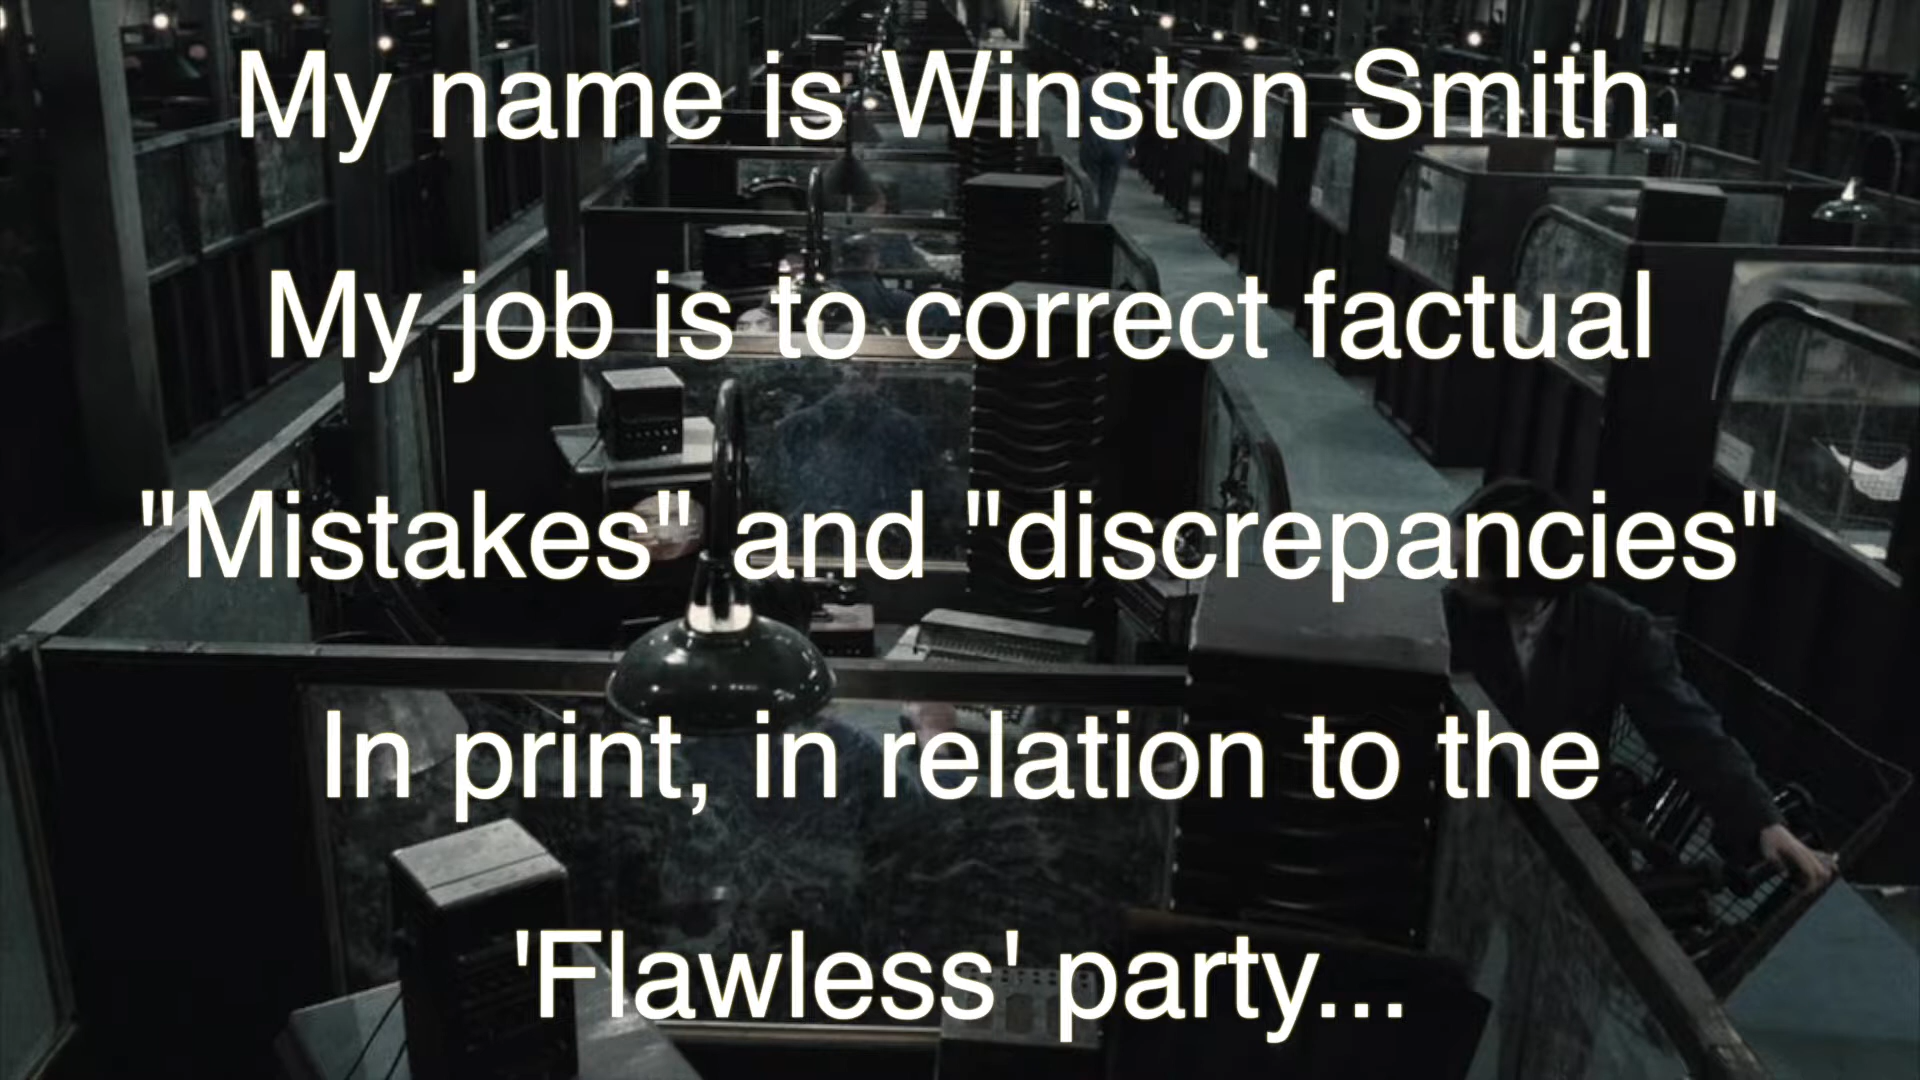 My name is Winston Smith.
My job is to correct factual
"Mistakes" and "discrepancies"
In print, in relation to the
'Flawless' party...